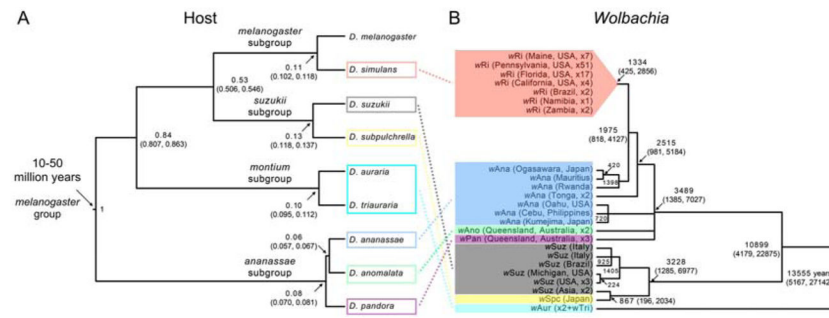 A
Host
B
Wolbachia
melanogaster
subgroup
D. melanogaster
0.11
(0.102, 0.118)
D. simulans
0.53
(0.506, 0.546)
suzukii
subgroup
D. suzukii
0.13
(0.118, 0.137)
D. subpulchrella
0.84
(0.807, 0.863)
10-50
million years
melanogaster
group
1
montium
subgroup
D. auraria
0.10
(0.095, 0.112)
D. triauraria
0.06
(0.057, 0.067)
D. ananassae
ananassae
subgroup
D. anomalata
0.08
(0.070, 0.081)
D. pandora
wRi (Maine, USA, x7)
wRi (Pennsylvania, USA, x51)
wRi (Florida, USA, x17)
wRi (California, USA, x4)
wRi (Brazil, x2)
wRi (Namibia, x1)
wRi (Zambia, x2)
1334
(425, 2856)
1975
(818, 4127)
2515
(981, 5184)
wAna (Ogasawara, Japan)
420
wAna (Mauritius)
1398
wAna (Rwanda)
wAna (Tonga, x2)
wAna (Oahu, USA)
wAna (Cebu, Philippines)
wAna (Kumejima, Japan)
720
3489
(1385, 7027)
wAno (Queensland, Australia, x2)
wPan (Queensland, Australia, x3)
wSuz (Italy)
wSuz (Italy)
wSuz (Brazil)
925
wSuz (Michigan, USA)
1405
wSuz (USA, x3)
224
wSuz (Asia, x2)
3228
(1285, 6977)
10899
(4179, 22875)
wSpc (Japan)
867 (196, 2034)
13555 years
(5167, 27142
wAur (x2+wTri)